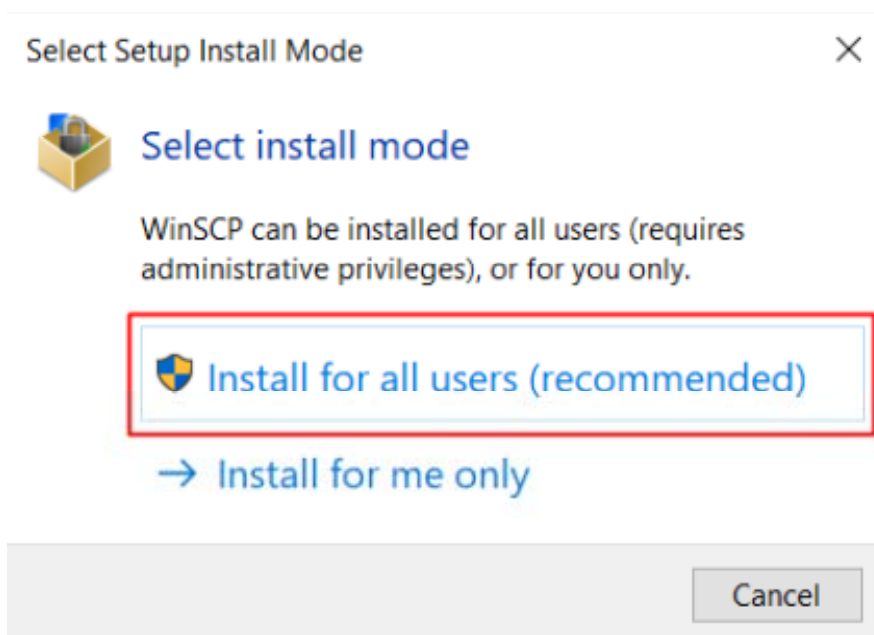 Select Setup Install Mode
Select install mode
WinSCP can be installed for all users (requires
administrative privileges), or for you only.
Install for all users (recommended)
Install for me only
Cancel